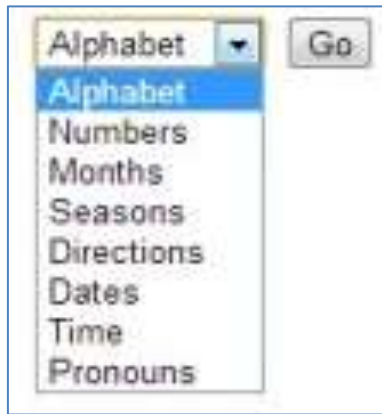 Alphabet Go
Alphabet
Numbers
Months
Seasons
Directions
Dates
Time
Pronouns